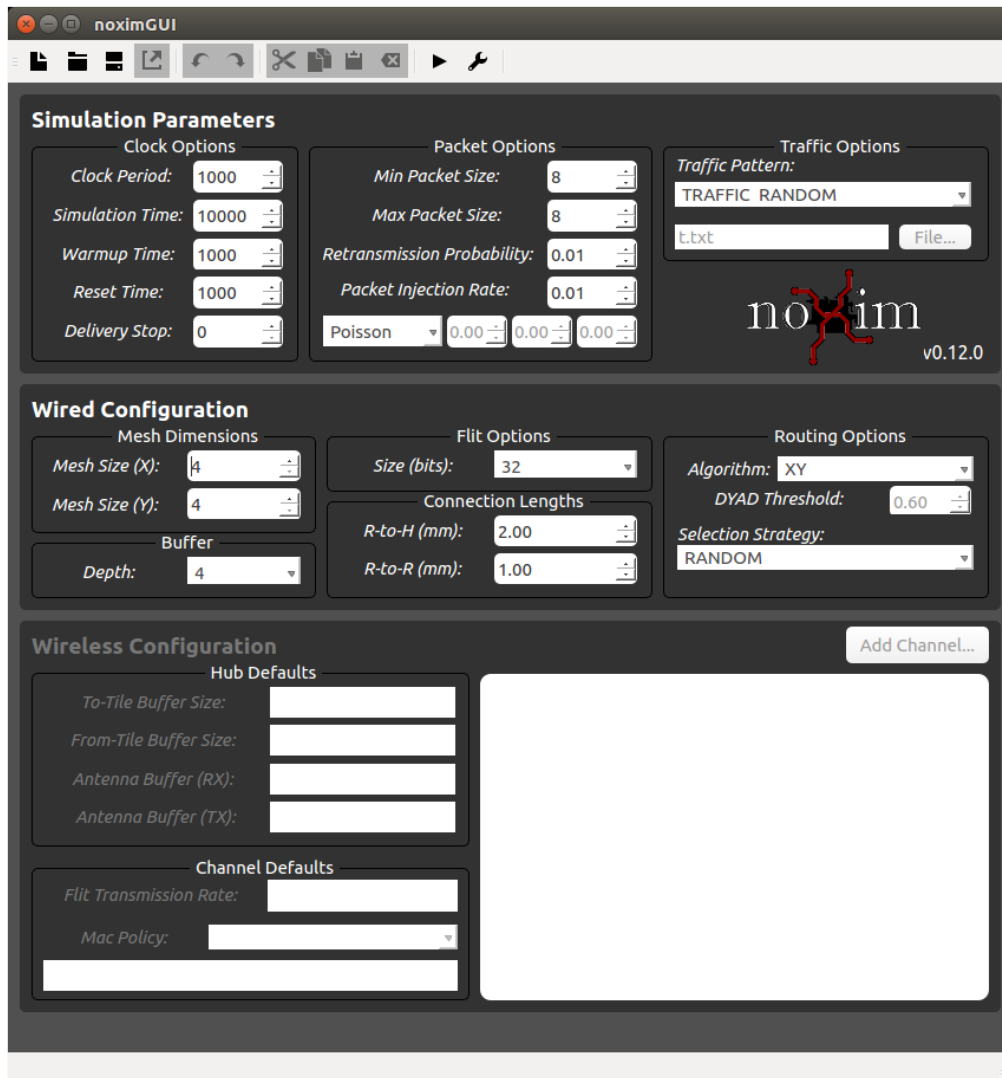 noximGUI
Simulation Parameters
Clock Options
Clock Period: 1000
Simulation Time: 10000
Warmup Time: 1000
Reset Time: 1000
Delivery Stop: 0
Packet Options
Min Packet Size: 8
Max Packet Size: 8
Retransmission Probability: 0.01
Packet Injection Rate: 0.01
Poisson 0.00 0.00 0.00
Traffic Options
Traffic Pattern:
TRAFFIC RANDOM
t.txt File...
noxim
v0.12.0
Wired Configuration
Mesh Dimensions
Mesh Size (X): 4
Mesh Size (Y): 4
Buffer
Depth: 4
Flit Options
Size (bits): 32
Connection Lengths
R-to-H (mm): 2.00
R-to-R (mm): 1.00
Routing Options
Algorithm: XY
DYAD Threshold: 0.60
Selection Strategy:
RANDOM
Wireless Configuration
Add Channel...
Hub Defaults
To-Tile Buffer Size:
From-Tile Buffer Size:
Antenna Buffer (RX):
Antenna Buffer (TX):
Channel Defaults
Flit Transmission Rate:
Mac Policy: